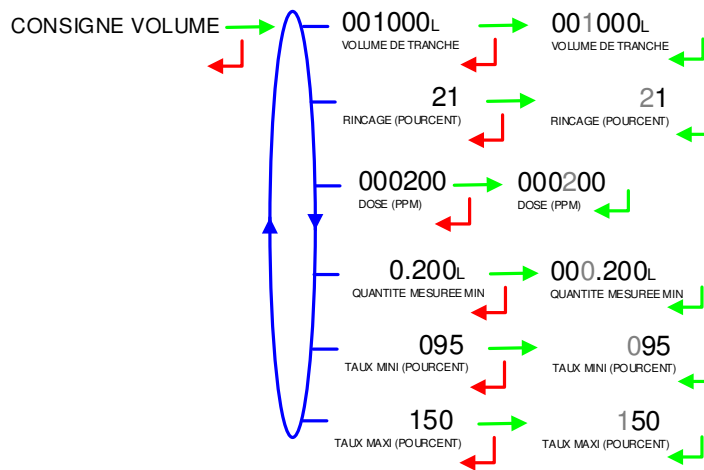 CONSIGNE VOLUME
001000L 001000L
VOLUME DE TRANCHE VOLUME DE TRANCHE
21 21
RINCAGE (POURCENT) RINCAGE (POURCENT)
000200 000200
DOSE (PPM) DOSE (PPM)
0.200L 000.200L
QUANTITE MESUREE MIN QUANTITE MESUREE MIN
095 095
TAUX MINI (POURCENT) TAUX MINI (POURCENT)
150 150
TAUX MAXI (POURCENT) TAUX MAXI (POURCENT)